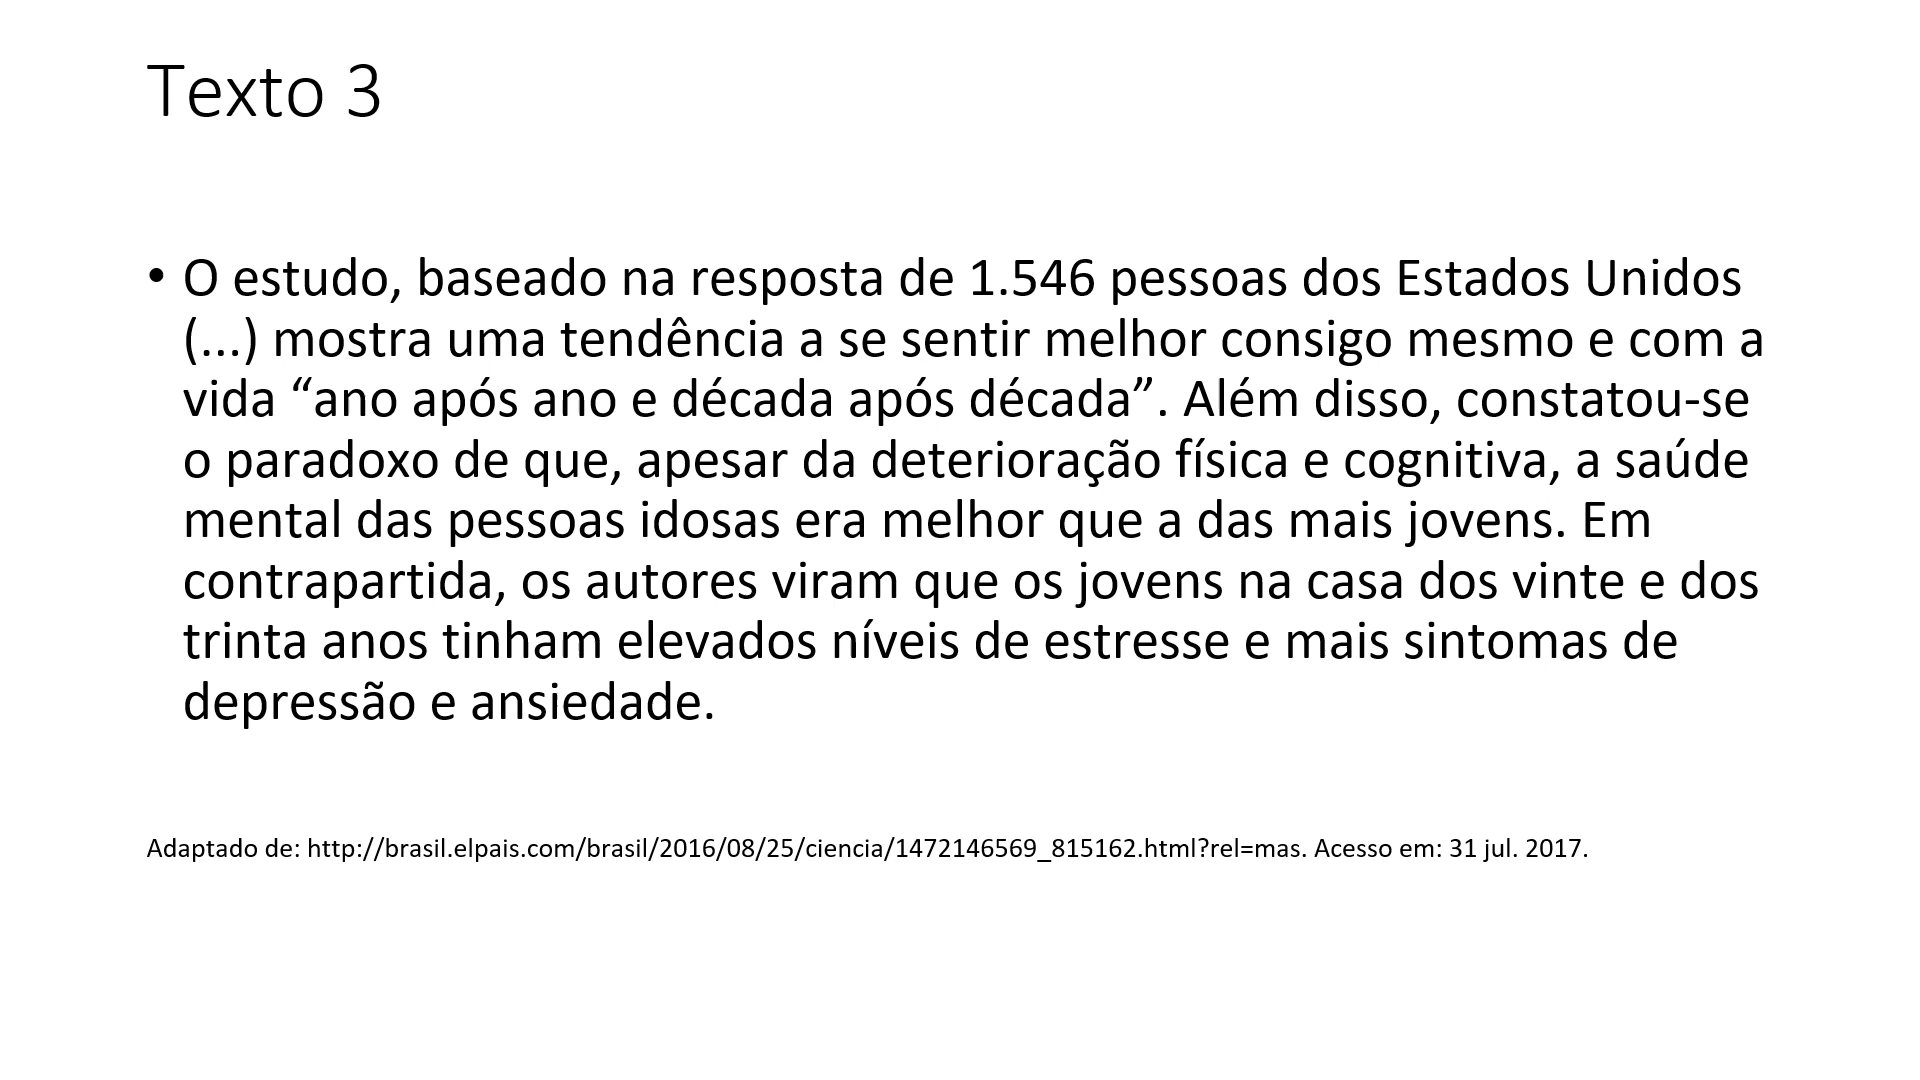 Texto 3
• O estudo, baseado na resposta de 1.546 pessoas dos Estados Unidos
(...) mostra uma tendência a se sentir melhor consigo mesmo e com a
vida “ano após ano e década após década”. Além disso, constatou-se
o paradoxo de que, apesar da deterioração física e cognitiva, a saúde
mental das pessoas idosas era melhor que a das mais jovens. Em
contrapartida, os autores viram que os jovens na casa dos vinte e dos
trinta anos tinham elevados níveis de estresse e mais sintomas de
depressão e ansiedade.
Adaptado de: http://brasil.elpais.com/brasil/2016/08/25/ciencia/1472146569_815162.html?rel=mas. Acesso em: 31 jul. 2017.